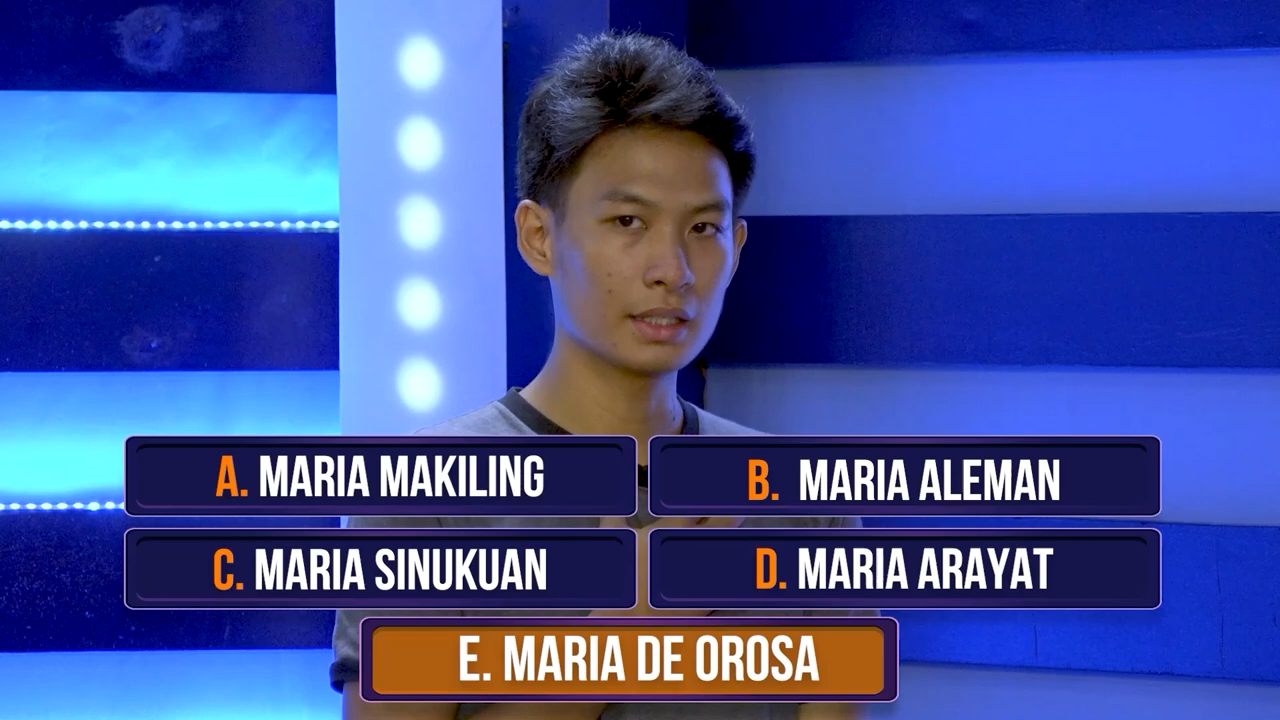 A. MARIA MAKILING
B. MARIA ALEMAN
C. MARIA SINUKUAN
D. MARIA ARAYAT
E. MARIA DE OROSA